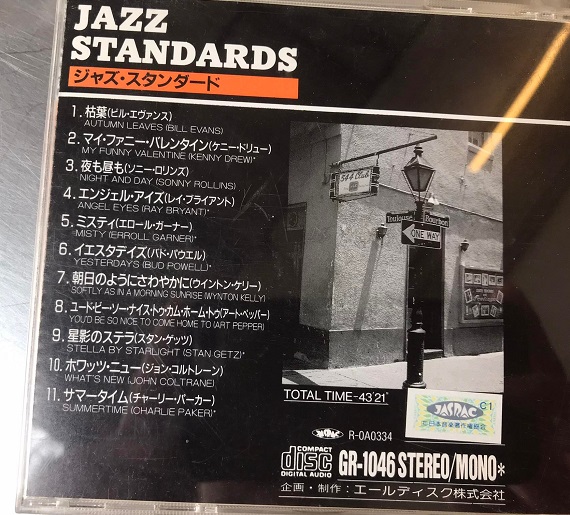 JAZZ
STANDARDS
ジャズ・スタンダード
1. 枯葉(ビル・エヴァンス)
AUTUMN LEAVES (BILL EVANS)
2. マイ・ファニー・バレンタイン(ケニー・ドリュー)
MY FUNNY VALENTINE (KENNY DREW)*
3. 夜も昼も(ソニー・ロリンズ)
NIGHT AND DAY (SONNY ROLLINS)
4. エンジェル・アイズ(レイ・ブライアント)
ANGEL EYES (RAY BRYANT)*
5. ミスティ(エロール・ガーナー)
MISTY (ERROLL GARNER)*
6. イエスタデイズ(バド・パウエル)
YESTERDAYS (BUD POWELL)*
7. 朝日のようにさわやかに(ウイントン・ケリー)
SOFTLY AS IN A MORNING SUNRISE (WYNTON KELLY)
8. ユード・ビー・ソー・ナイス・トゥ・カム・ホーム・トゥ(アート・ペッパー)
YOU'D BE SO NICE TO COME HOME TO (ART PEPPER)
9. 星影のステラ(スタン・ゲッツ)
STELLA BY STARLIGHT (STAN GETZ)*
10. ホワッツ・ニュー(ジョン・コルトレーン)
WHAT'S NEW (JOHN COLTRANE)
11. サマータイム(チャーリー・パーカー)
SUMMERTIME (CHARLIE PAKER)*
544 Club
Toulouse
Bourbon
ONE WAY
TOTAL TIME-43'21"
JASRAC
C1
日本音楽著作権協会
R-0A0334
COMPACT
disc
DIGITAL AUDIO
GR-1046 STEREO/MONO*
企画・制作:エールディスク株式会社